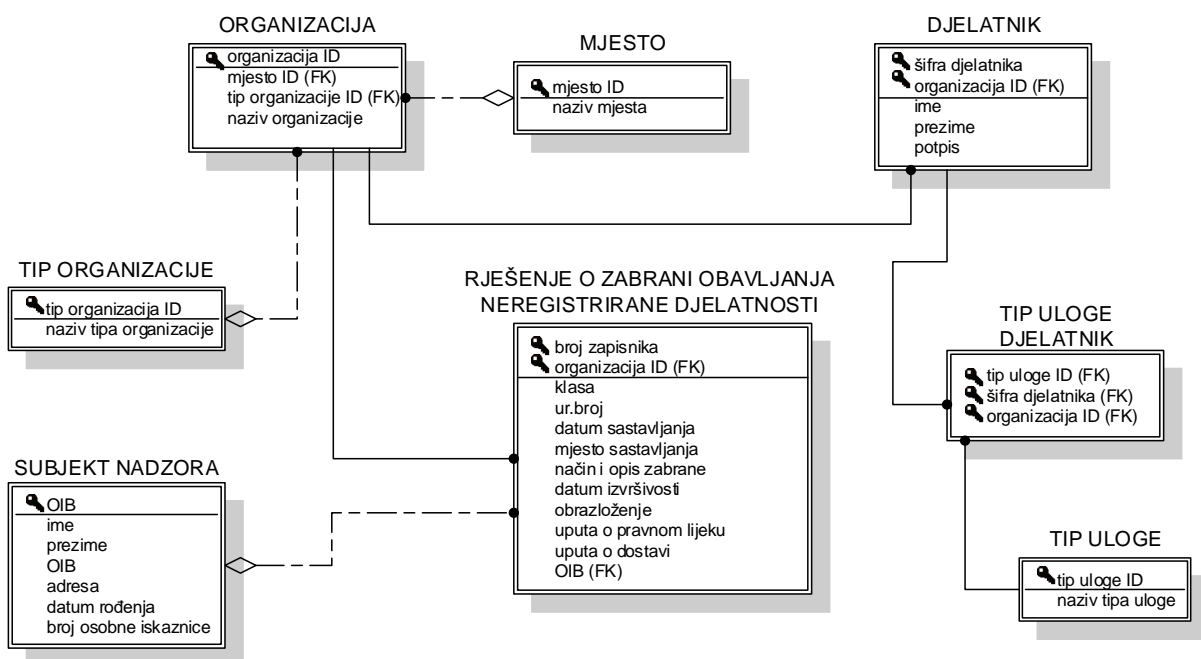 ORGANIZACIJA
organizacija ID
mjesto ID (FK)
tip organizacije ID (FK)
naziv organizacije
MJESTO
mjesto ID
naziv mjesta
DJELATNIK
šifra djelatnika
organizacija ID (FK)
ime
prezime
potpis
TIP ORGANIZACIJE
tip organizacija ID
naziv tipa organizacije
RJEŠENJE O ZABRANI OBAVLJANJA
NEREGISTRIRANE DJELATNOSTI
broj zapisnika
organizacija ID (FK)
klasa
ur.broj
datum sastavljanja
mjesto sastavljanja
način i opis zabrane
datum izvršivosti
obrazloženje
uputa o pravnom lijeku
uputa o dostavi
OIB (FK)
TIP ULOGE
DJELATNIK
tip uloge ID (FK)
šifra djelatnika (FK)
organizacija ID (FK)
SUBJEKT NADZORA
OIB
ime
prezime
OIB
adresa
datum rođenja
broj osobne iskaznice
TIP ULOGE
tip uloge ID
naziv tipa uloge